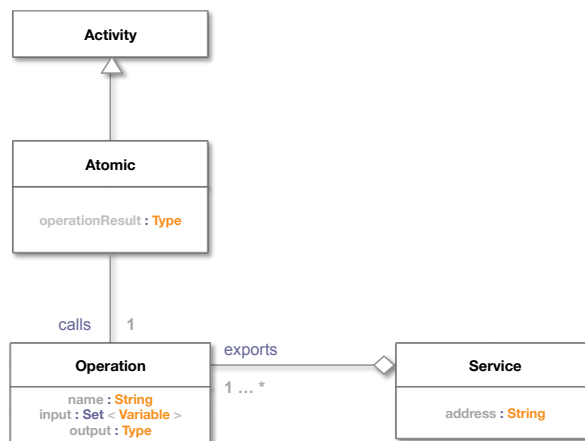 Activity
Atomic
operationResult : Type
calls 1
exports
Operation
Service
1 ... *
name : String
input : Set < Variable >
address : String
output : Type